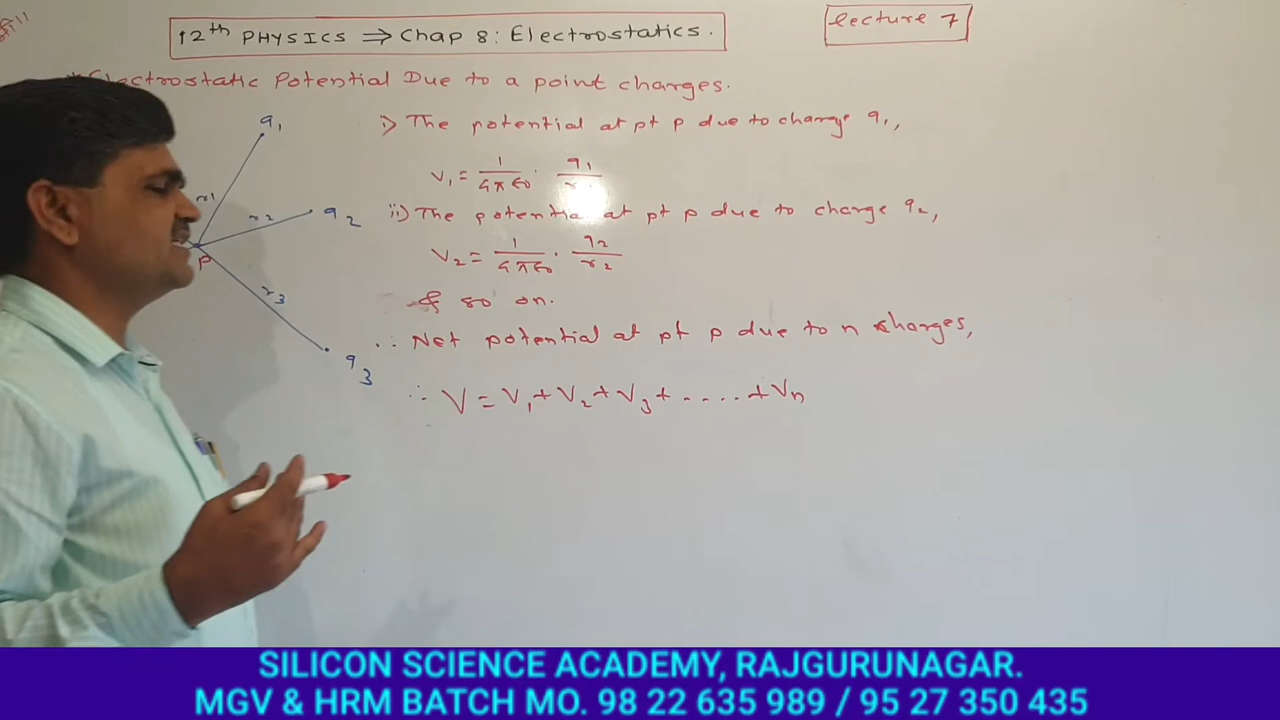 12th PHYSICS ⇒ Chap 8: Electrostatics.
Lecture 7
Electrostatic Potential Due to a point charges.
q1
r1
r2
q2
P
r3
q3
i) The potential at pt p due to charge q1,
V1 = 1/4πε0 · q1/r1
ii) The potential at pt p due to charge q2,
V2 = 1/4πε0 · q2/r2
& so on.
∴ Net potential at pt p due to n charges,
∴ V = V1 + V2 + V3 + ..... + Vn
SILICON SCIENCE ACADEMY, RAJGURUNAGAR.
MGV & HRM BATCH MO. 98 22 635 989 / 95 27 350 435